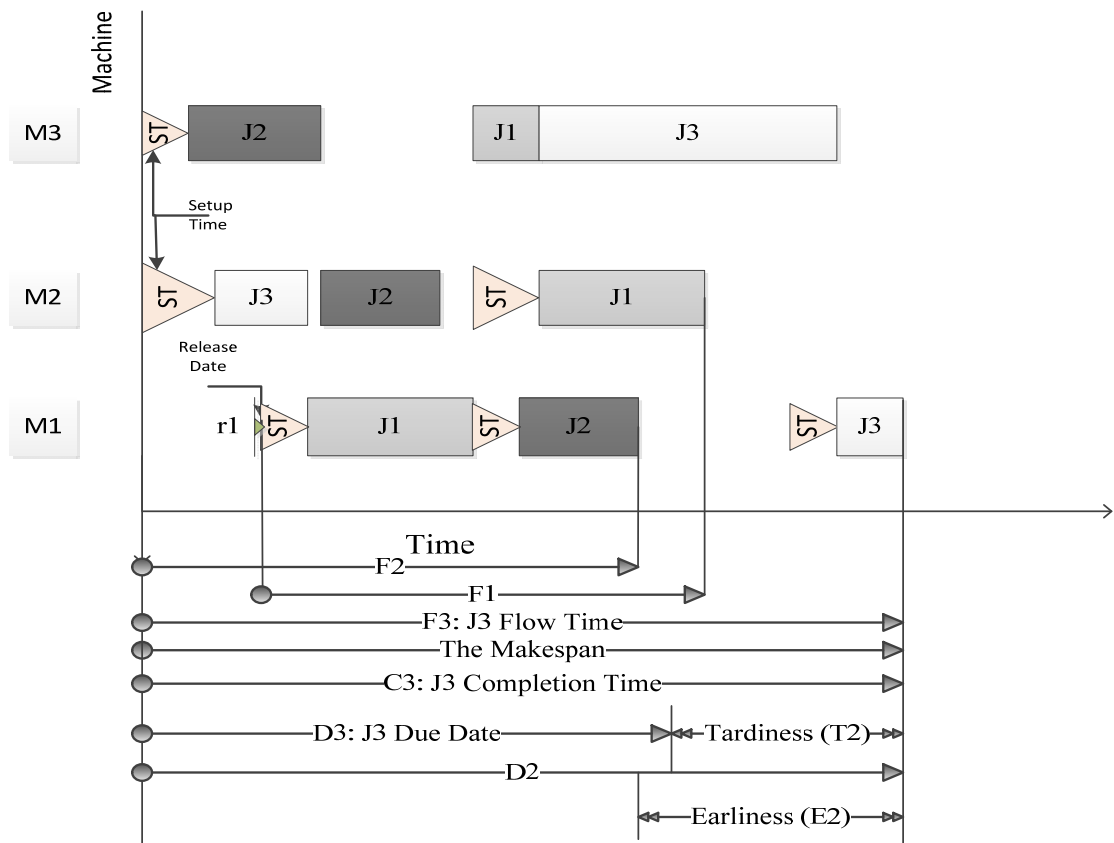 Machine
M3
ST
J2
J1
J3
Setup
Time
M2
ST
J3
J2
ST
J1
Release
Date
M1
r1
ST
J1
ST
J2
ST
J3
Time
F2
F1
F3: J3 Flow Time
The Makespan
C3: J3 Completion Time
D3: J3 Due Date
Tardiness (T2)
D2
Earliness (E2)